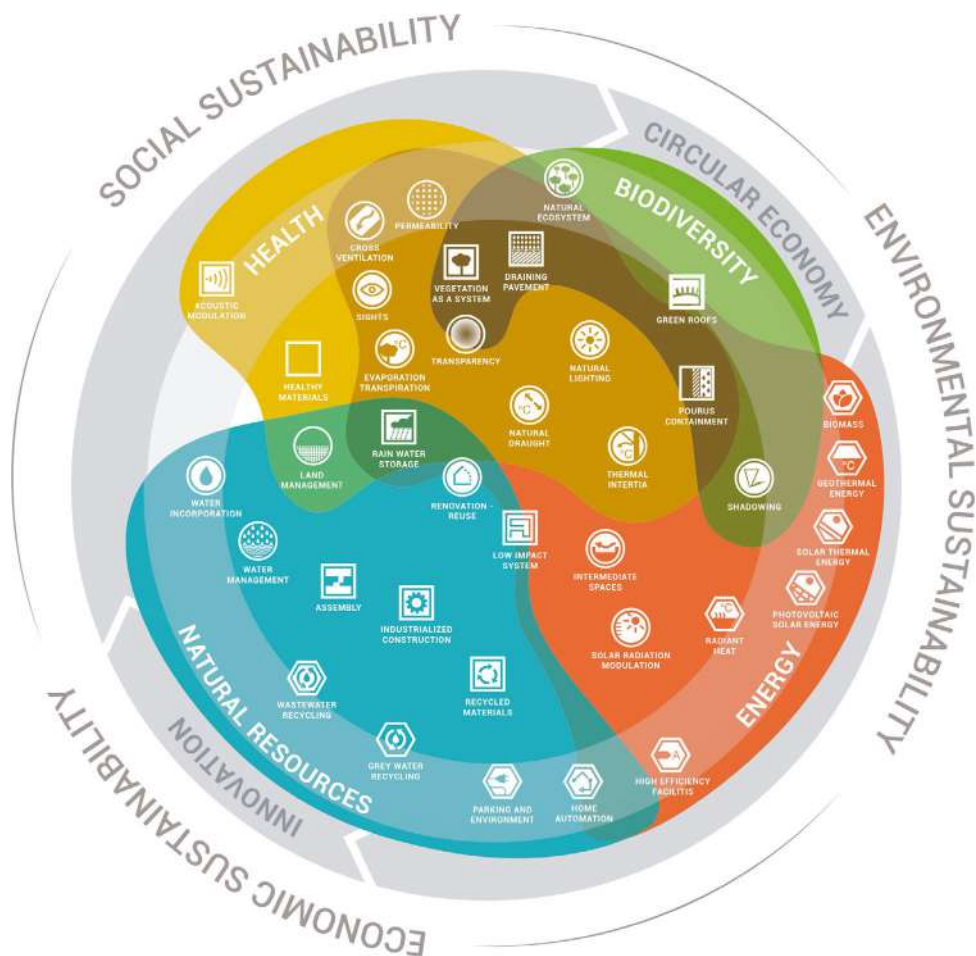 SOCIAL SUSTAINABILITY
ENVIRONMENTAL SUSTAINABILITY
ECONOMIC SUSTAINABILITY
CIRCULAR ECONOMY
INNOVATION
HEALTH
BIODIVERSITY
NATURAL RESOURCES
ENERGY
NATURAL
ECOSYSTEM
PERMEABILITY
CROSS
VENTILATION
ACOUSTIC
MODULATION
SIGHTS
VEGETATION
AS A SYSTEM
DRAINING
PAVEMENT
GREEN ROOFS
HEALTHY
MATERIALS
EVAPORATION
TRANSPIRATION
°C
TRANSPARENCY
NATURAL
LIGHTING
NATURAL
DRAUGHT
°C
POURUS
CONTAINMENT
BIOMASS
LAND
MANAGEMENT
RAIN WATER
STORAGE
THERMAL
INTERTIA
°C
GEOTHERMAL
ENERGY
°C
WATER
INCORPORATION
RENOVATION -
REUSE
SHADOWING
WATER
MANAGEMENT
LOW IMPACT
SYSTEM
INTERMEDIATE
SPACES
SOLAR THERMAL
ENERGY
ASSEMBLY
INDUSTRIALIZED
CONSTRUCTION
SOLAR RADIATION
MODULATION
RADIANT
HEAT
°C
PHOTOVOLTAIC
SOLAR ENERGY
WASTEWATER
RECYCLING
RECYCLED
MATERIALS
GREY WATER
RECYCLING
PARKING AND
ENVIRONMENT
HOME
AUTOMATION
A
HIGH EFFICIENCY
FACILITIS